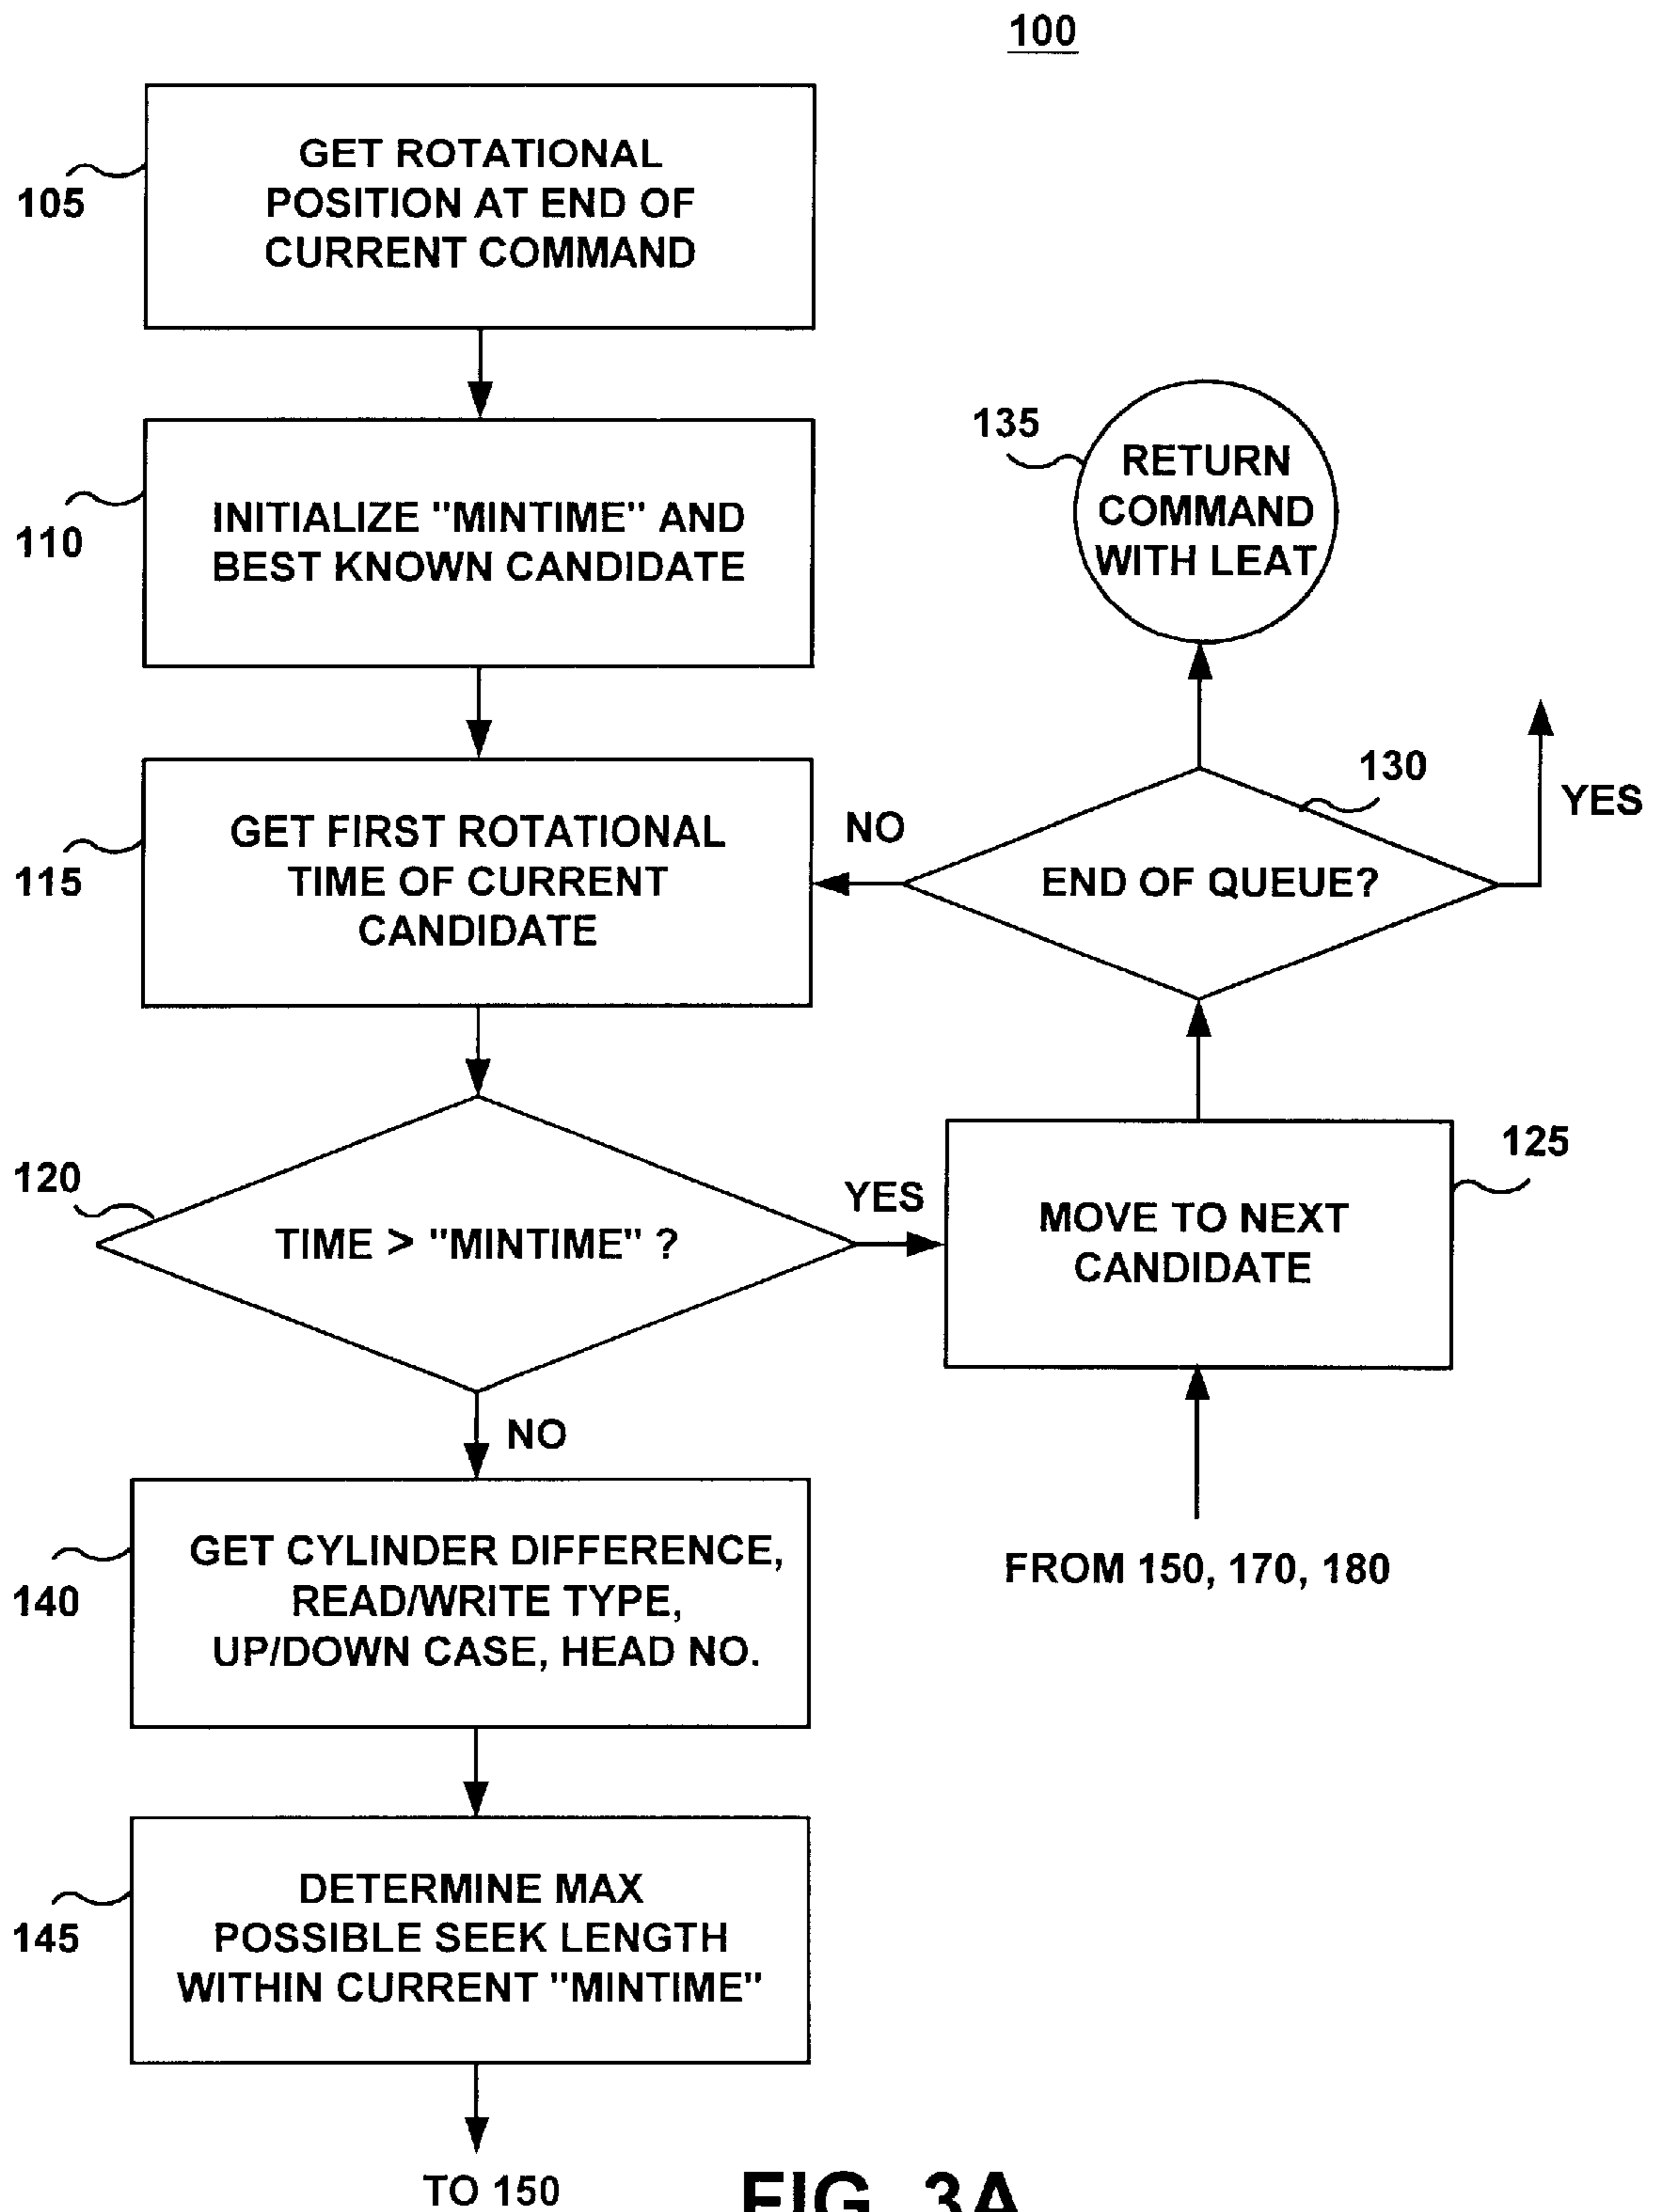 100
GET ROTATIONAL
POSITION AT END OF
CURRENT COMMAND
105
INITIALIZE "MINTIME" AND
BEST KNOWN CANDIDATE
110
135
RETURN
COMMAND
WITH LEAT
GET FIRST ROTATIONAL
TIME OF CURRENT
CANDIDATE
115
NO
END OF QUEUE?
130
YES
120
TIME > "MINTIME" ?
YES
MOVE TO NEXT
CANDIDATE
125
NO
FROM 150, 170, 180
GET CYLINDER DIFFERENCE,
READ/WRITE TYPE,
UP/DOWN CASE, HEAD NO.
140
DETERMINE MAX
POSSIBLE SEEK LENGTH
WITHIN CURRENT "MINTIME"
145
TO 150
FIG. 3A